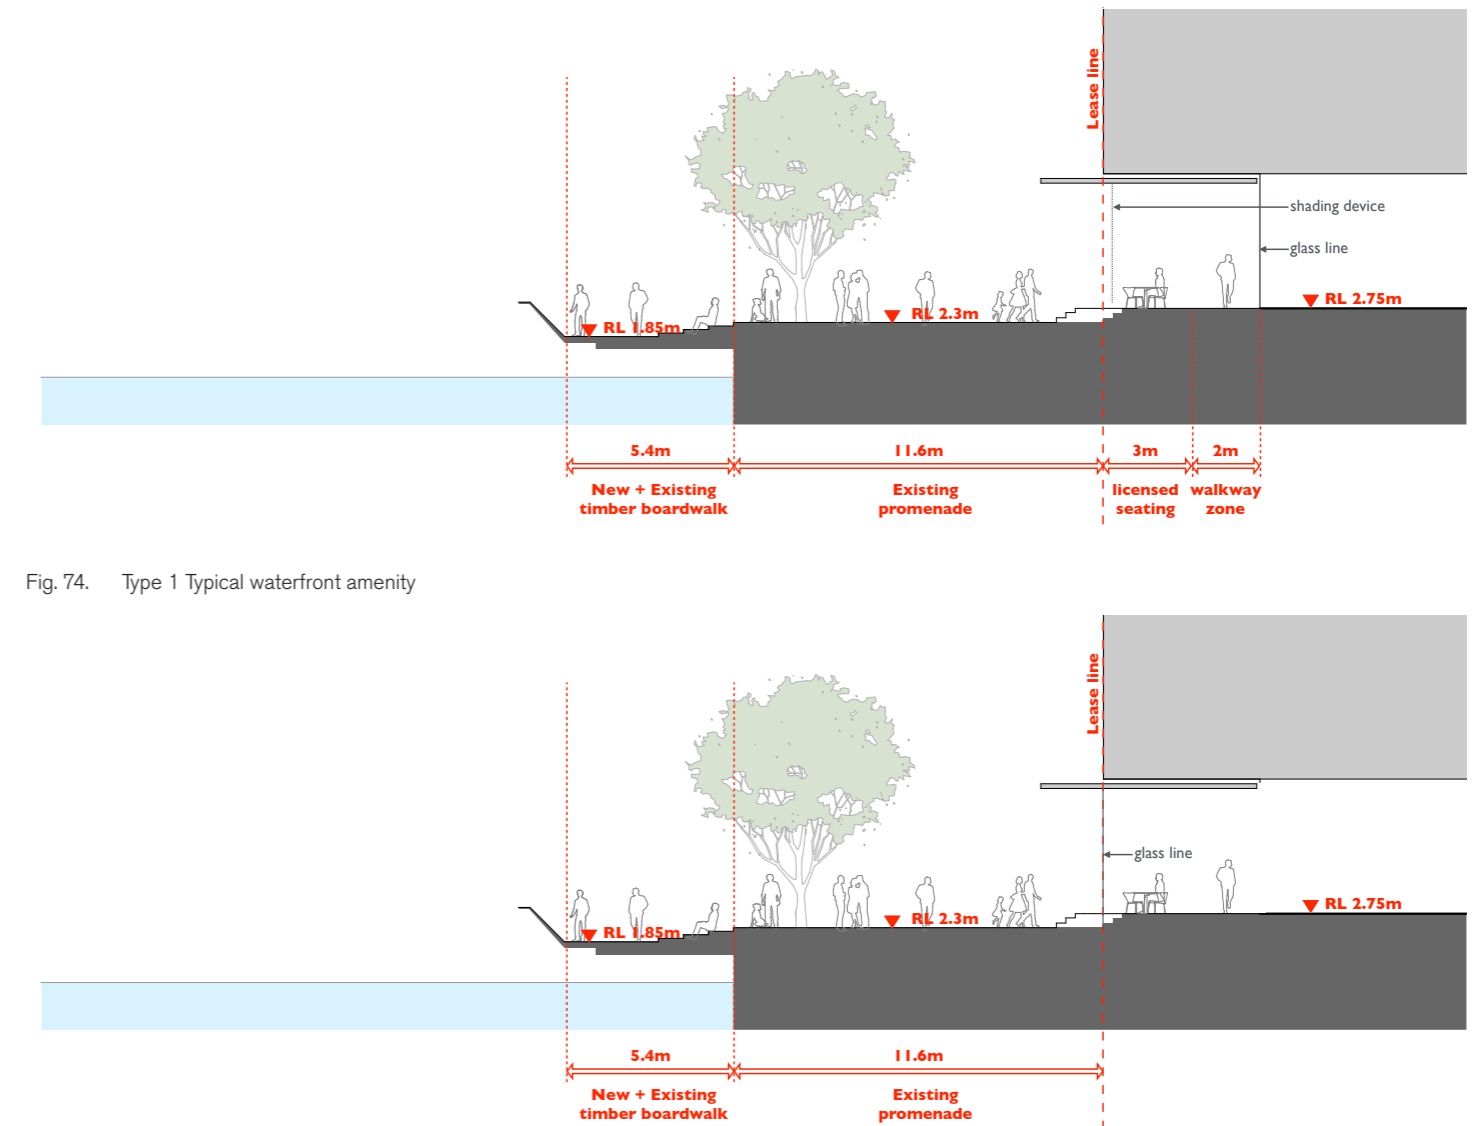 Lease line
shading device
glass line
RL 2.75m
RL 1.85m
RL 2.3m
5.4m
11.6m
3m
2m
New + Existing
timber boardwalk
Existing
promenade
licensed
seating
walkway
zone
Fig. 74. Type 1 Typical waterfront amenity
Lease line
glass line
RL 2.75m
RL 1.85m
RL 2.3m
5.4m
11.6m
New + Existing
timber boardwalk
Existing
promenade